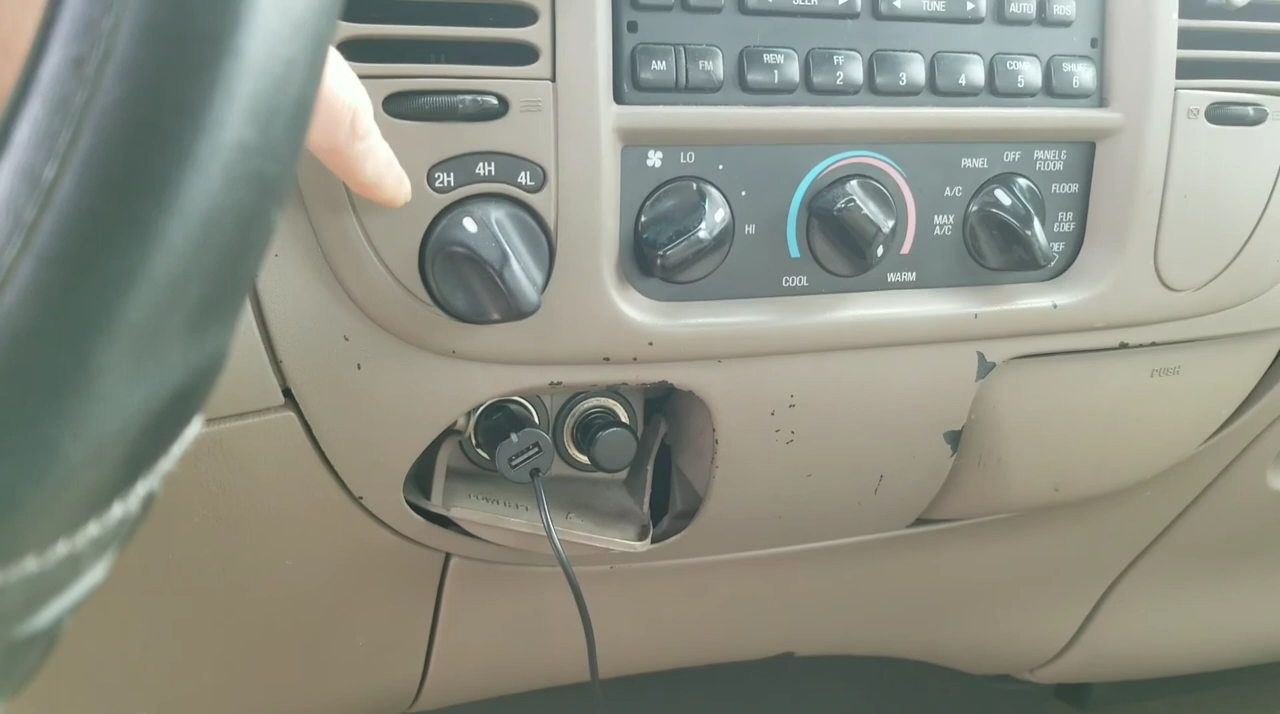 SEEK
◄ TUNE ►
AUTO
RDS
AM
FM
REW
1
FF
2
3
4
COMP
5
SHUF
6
2H
4H
4L
LO
HI
COOL
WARM
MAX
A/C
A/C
PANEL
OFF
PANEL &
FLOOR
FLOOR
FLR
& DEF
DEF
PUSH